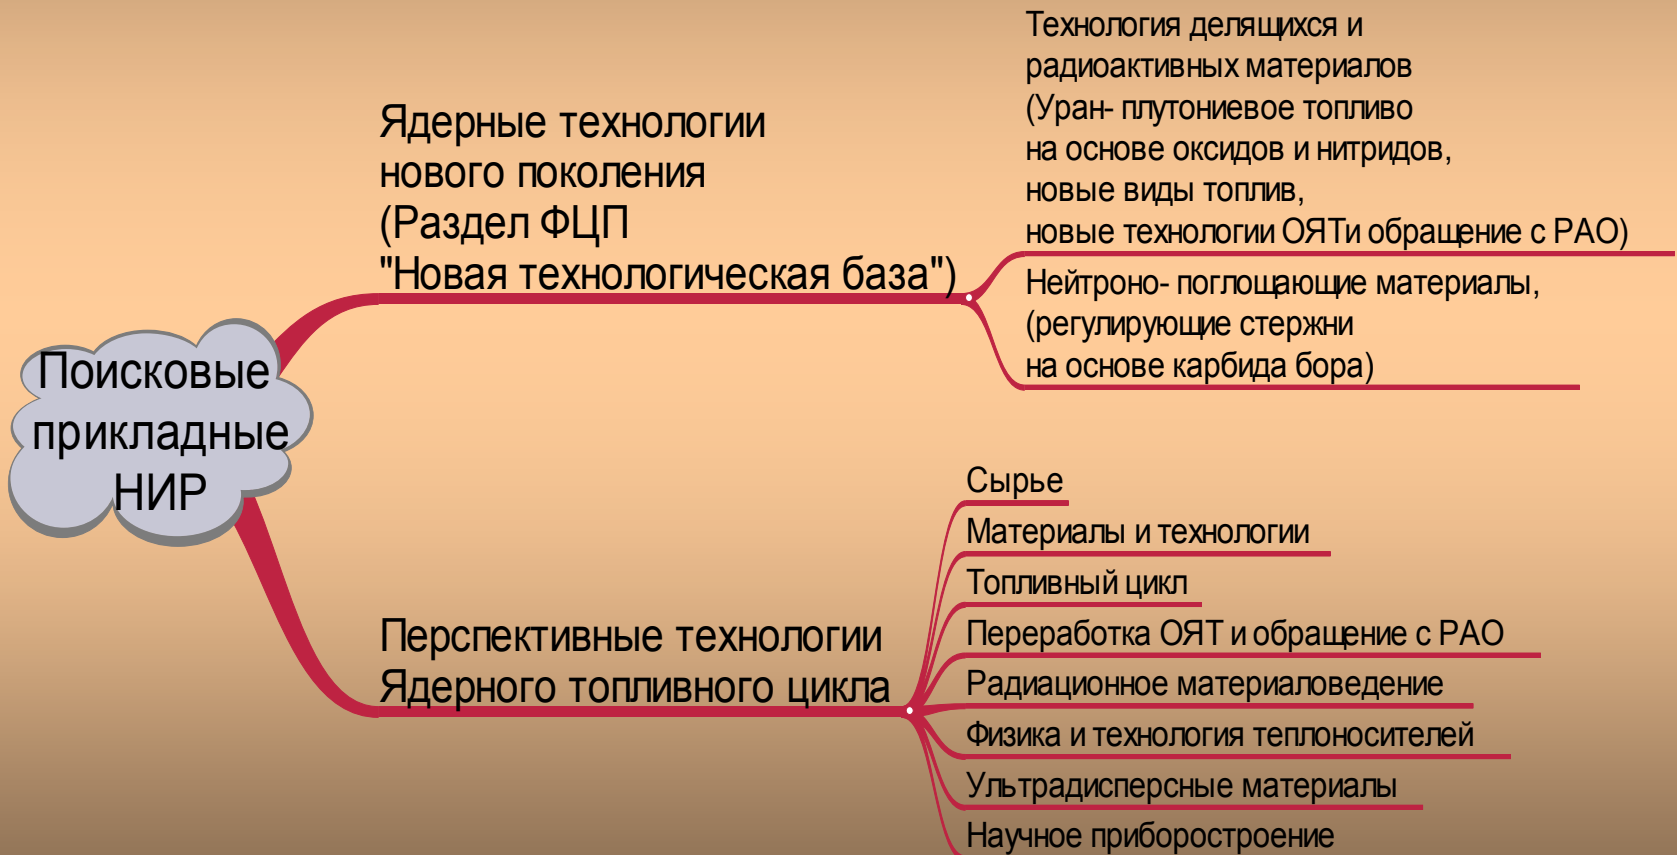 Поисковые
прикладные
НИР
Ядерные технологии
нового поколения
(Раздел ФЦП
"Новая технологическая база")
Технология делящихся и
радиоактивных материалов
(Уран- плутониевое топливо
на основе оксидов и нитридов,
новые виды топлив,
новые технологии ОЯТи обращение с РАО)
Нейтроно- поглощающие материалы,
(регулирующие стержни
на основе карбида бора)
Перспективные технологии
Ядерного топливного цикла
Сырье
Материалы и технологии
Топливный цикл
Переработка ОЯТ и обращение с РАО
Радиационное материаловедение
Физика и технология теплоносителей
Ультрадисперсные материалы
Научное приборостроение